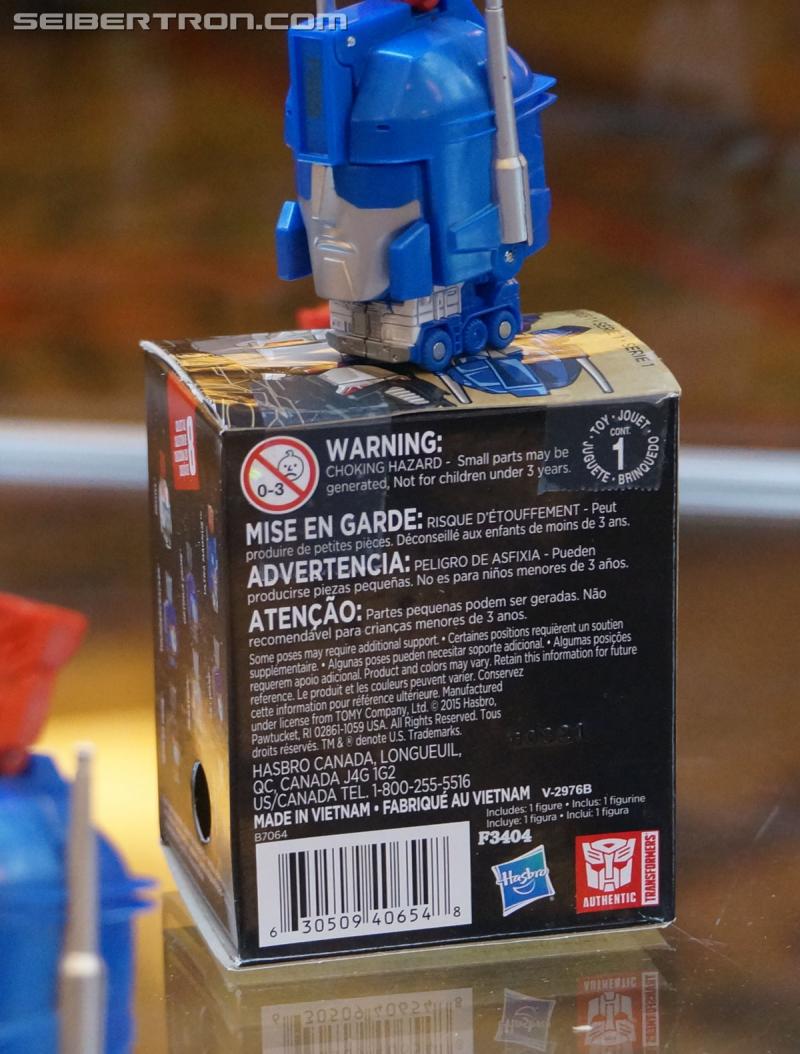 SEIBERTRON.COM
SERIE 1
8
ULTRA MAGNUS
0-3
WARNING:
CHOKING HAZARD - Small parts may be
generated, Not for children under 3 years.
TOY • JOUET • BRINQUEDO • JUGUETE •
CONT.
1
MISE EN GARDE: RISQUE D'ÉTOUFFEMENT - Peut
produire de petites pièces. Déconseillé aux enfants de moins de 3 ans.
ADVERTENCIA: PELIGRO DE ASFIXIA - Pueden
producirse piezas pequeñas. No es para niños menores de 3 años.
ATENÇÃO: Partes pequenas podem ser geradas. Não
recomendável para crianças menores de 3 anos.
Some poses may require additional support. • Certaines positions requièrent un soutien
supplémentaire. • Algunas poses pueden necesitar soporte adicional. • Algumas posições
requerem apoio adicional. Product and colors may vary. Retain this information for future
reference. Le produit et les couleurs peuvent varier. Conservez
cette information pour référence ultérieure. Manufactured
under license from TOMY Company, Ltd. © 2015 Hasbro,
Pawtucket, RI 02861-1059 USA. All Rights Reserved. Tous
droits réservés. TM & ® denote U.S. Trademarks.
HASBRO CANADA, LONGUEUIL,
QC, CANADA J4G 1G2
US/CANADA TEL. 1-800-255-5516
MADE IN VIETNAM • FABRIQUÉ AU VIETNAM V-2976B
B7064
Includes: 1 figure • Inclus: 1 figurine
Incluye: 1 figura • Inclui: 1 figura
F3404
6 30509 40654 8
Hasbro
AUTHENTIC
TRANSFORMERS